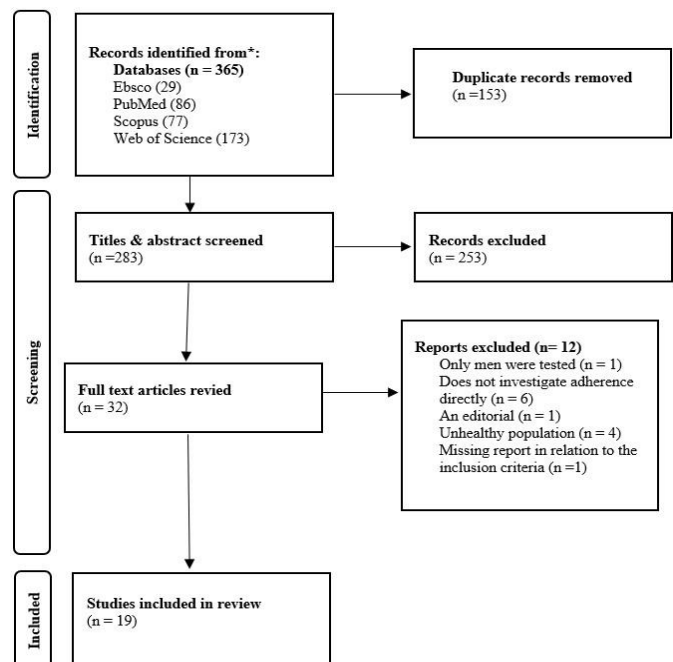 Identification
Records identified from*:
Databases (n = 365)
Ebsco (29)
PubMed (86)
Scopus (77)
Web of Science (173)
Duplicate records removed
(n =153)
Screening
Titles & abstract screened
(n =283)
Records excluded
(n = 253)
Full text articles revied
(n = 32)
Reports excluded (n= 12)
Only men were tested (n = 1)
Does not investigate adherence
directly (n = 6)
An editorial (n = 1)
Unhealthy population (n = 4)
Missing report in relation to the
inclusion criteria (n =1)
Included
Studies included in review
(n = 19)